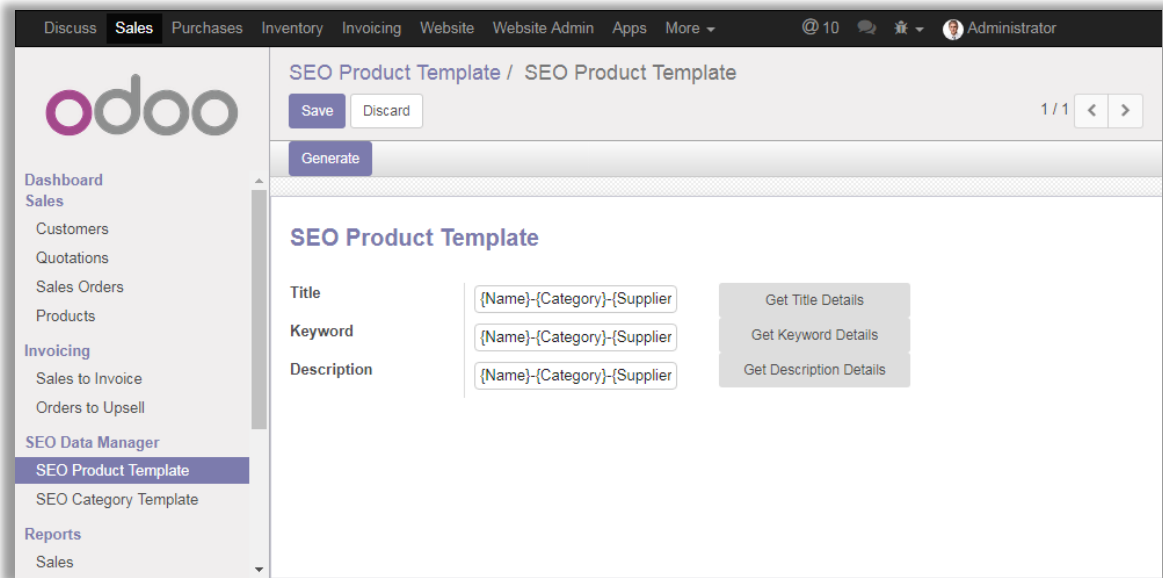 Discuss Sales Purchases Inventory Invoicing Website Website Admin Apps More @ 10 Administrator
odoo
SEO Product Template / SEO Product Template
Save Discard 1 / 1
Generate
Dashboard
Sales
Customers
Quotations
Sales Orders
Products
Invoicing
Sales to Invoice
Orders to Upsell
SEO Data Manager
SEO Product Template
SEO Category Template
Reports
Sales
SEO Product Template
Title {Name}-{Category}-{Supplier Get Title Details
Keyword {Name}-{Category}-{Supplier Get Keyword Details
Description {Name}-{Category}-{Supplier Get Description Details